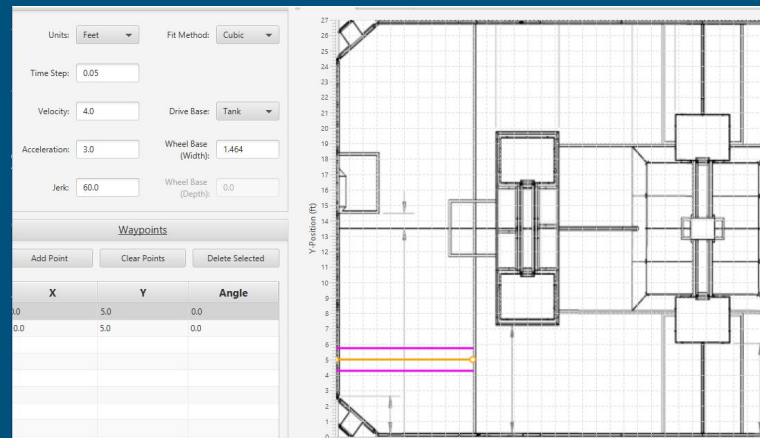 Units: Feet Fit Method: Cubic
Time Step: 0.05
Velocity: 4.0 Drive Base: Tank
Acceleration: 3.0 Wheel Base (Width): 1.464
Jerk: 60.0 Wheel Base (Depth): 0.0
Waypoints
Add Point Clear Points Delete Selected
X Y Angle
0.0 5.0 0.0
0.0 5.0 0.0
Y-Position (ft)
27
26
25
24
23
22
21
20
19
18
17
16
15
14
13
12
11
10
9
8
7
6
5
4
3
2
1
0